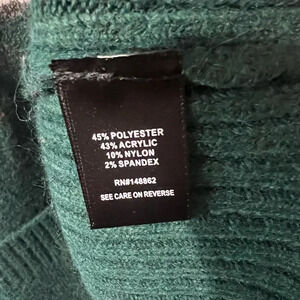 45% POLYESTER
43% ACRYLIC
10% NYLON
2% SPANDEX
RN#148862
SEE CARE ON REVERSE